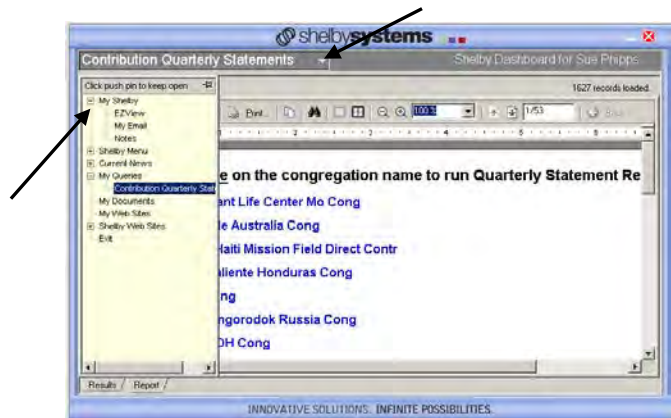 shelbysystems
Contribution Quarterly Statements
Shelby Dashboard for Sue Phipps
Click push pin to keep open
1627 records loaded.
My Shelby
EZView
My Email
Notes
Shelby Menu
Current News
My Queries
Contribution Quarterly Stat
My Documents
My Web Sites
Shelby Web Sites
Exit
Print..
100%
1/53
e on the congregation name to run Quarterly Statement Re
ant Life Center Mo Cong
le Australia Cong
Haiti Mission Field Direct Contr
aliente Honduras Cong
ng
ngorodok Russia Cong
OH Cong
Results / Report /
INNOVATIVE SOLUTIONS. INFINITE POSSIBILITIES.